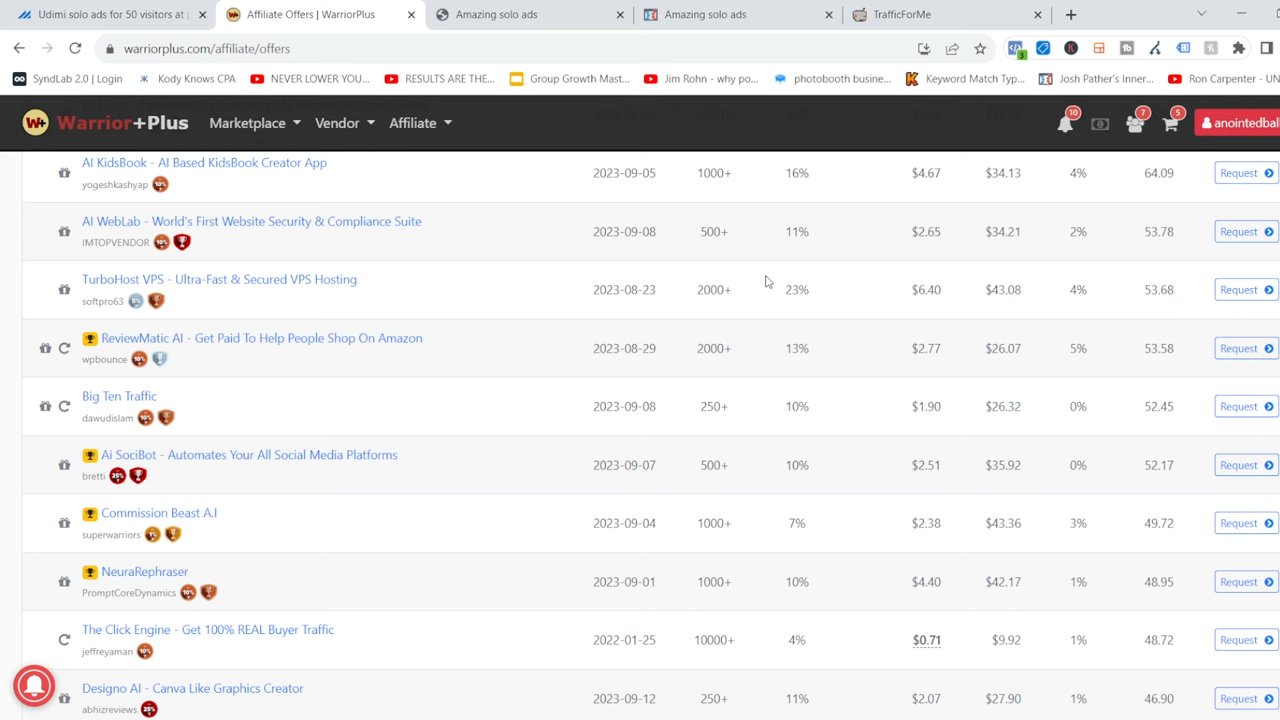 Udimi solo ads for 50 visitors at
Affiliate Offers | WarriorPlus
Amazing solo ads
Amazing solo ads
TrafficForMe
warriorplus.com/affiliate/offers
3
SyndLab 2.0 | Login
Kody Knows CPA
NEVER LOWER YOU...
RESULTS ARE THE...
Group Growth Mast...
Jim Rohn - why po...
photobooth busine...
Keyword Match Typ...
Josh Pather's Inner...
Ron Carpenter - UN
W+ Warrior+Plus Marketplace Vendor Affiliate 10 7 5 anointedball
AI KidsBook - AI Based KidsBook Creator App
yogeshkashyap 10%
2023-09-05 1000+ 16% $4.67 $34.13 4% 64.09 Request
AI WebLab - World's First Website Security & Compliance Suite
IMTOPVENDOR 10%
2023-09-08 500+ 11% $2.65 $34.21 2% 53.78 Request
TurboHost VPS - Ultra-Fast & Secured VPS Hosting
softpro63
2023-08-23 2000+ 23% $6.40 $43.08 4% 53.68 Request
ReviewMatic AI - Get Paid To Help People Shop On Amazon
wpbounce 10%
2023-08-29 2000+ 13% $2.77 $26.07 5% 53.58 Request
Big Ten Traffic
dawudislam 10%
2023-09-08 250+ 10% $1.90 $26.32 0% 52.45 Request
Ai SociBot - Automates Your All Social Media Platforms
bretti 25%
2023-09-07 500+ 10% $2.51 $35.92 0% 52.17 Request
Commission Beast A.I
superwarriors
2023-09-04 1000+ 7% $2.38 $43.36 3% 49.72 Request
NeuraRephraser
PromptCoreDynamics 10%
2023-09-01 1000+ 10% $4.40 $42.17 1% 48.95 Request
The Click Engine - Get 100% REAL Buyer Traffic
jeffreyaman 10%
2022-01-25 10000+ 4% $0.71 $9.92 1% 48.72 Request
Designo AI - Canva Like Graphics Creator
abhizreviews 25%
2023-09-12 250+ 11% $2.07 $27.90 1% 46.90 Request